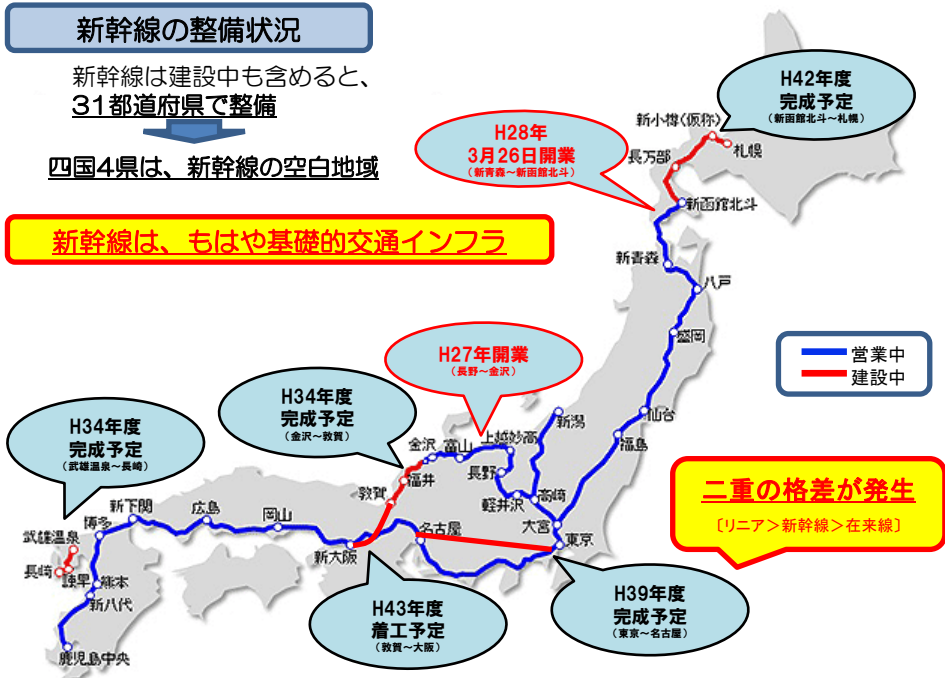 新幹線の整備状況
新幹線は建設中も含めると、
31都道府県で整備
四国4県は、新幹線の空白地域
新幹線は、もはや基礎的交通インフラ
H42年度
完成予定
(新函館北斗～札幌)
H28年
3月26日開業
(新青森～新函館北斗)
新小樽(仮称)
札幌
長万部
新函館北斗
新青森
八戸
盛岡
営業中
建設中
H27年開業
(長野～金沢)
H34年度
完成予定
(金沢～敦賀)
H34年度
完成予定
(武雄温泉～長崎)
仙台
新潟
福島
上越妙高
金沢
富山
長野
福井
敦賀
軽井沢
高崎
大宮
東京
名古屋
新大阪
岡山
広島
新下関
博多
武雄温泉
長崎
諫早
熊本
新八代
鹿児島中央
二重の格差が発生
〔リニア＞新幹線＞在来線〕
H43年度
着工予定
(敦賀～大阪)
H39年度
完成予定
(東京～名古屋)